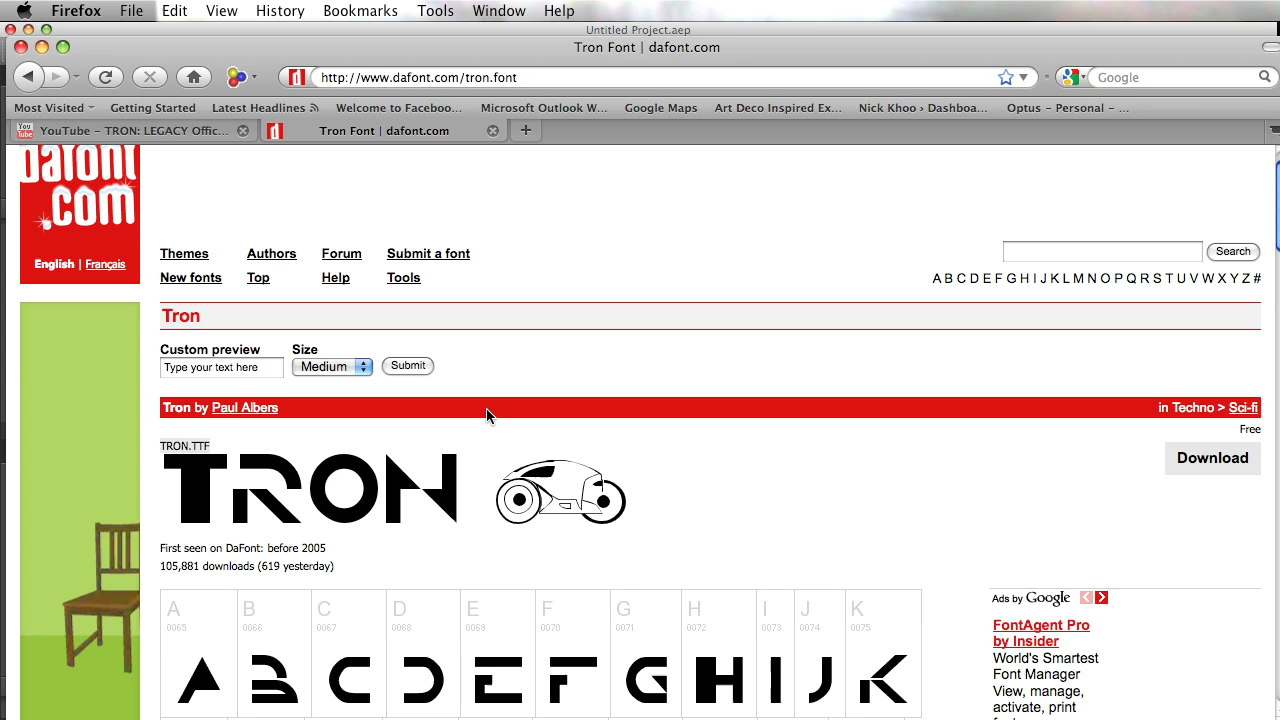 Firefox File Edit View History Bookmarks Tools Window Help
Untitled Project.aep
Tron Font | dafont.com
http://www.dafont.com/tron.font Google
Most Visited Getting Started Latest Headlines Welcome to Faceboo... Microsoft Outlook W... Google Maps Art Deco Inspired Ex... Nick Khoo › Dashboa... Optus - Personal - ...
You Tube YouTube - TRON: LEGACY Offic... d Tron Font | dafont.com +
dafont
.com
English | Français
Themes Authors Forum Submit a font Search
New fonts Top Help Tools A B C D E F G H I J K L M N O P Q R S T U V W X Y Z #
Tron
Custom preview Size
Type your text here Medium Submit
Tron by Paul Albers in Techno > Sci-fi
Free
TRON.TTF
Download
TRON
First seen on DaFont: before 2005
105,881 downloads (619 yesterday)
Ads by Google
A B C D E F G H I J K
0065 0066 0067 0068 0069 0070 0071 0072 0073 0074 0075
A B C D E F G H I J K
FontAgent Pro
by Insider
World's Smartest
Font Manager
View, manage,
activate, print